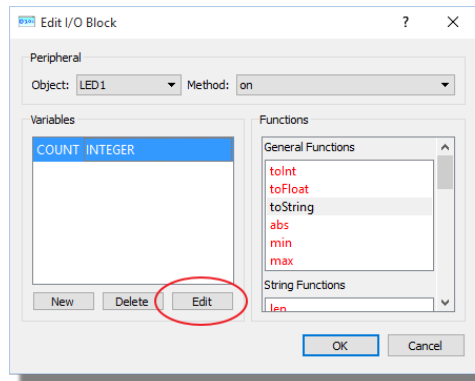 Edit I/O Block ? ×
Peripheral
Object: LED1 Method: on
Variables
COUNT INTEGER
New Delete Edit
Functions
General Functions
toInt
toFloat
toString
abs
min
max
String Functions
len
OK Cancel